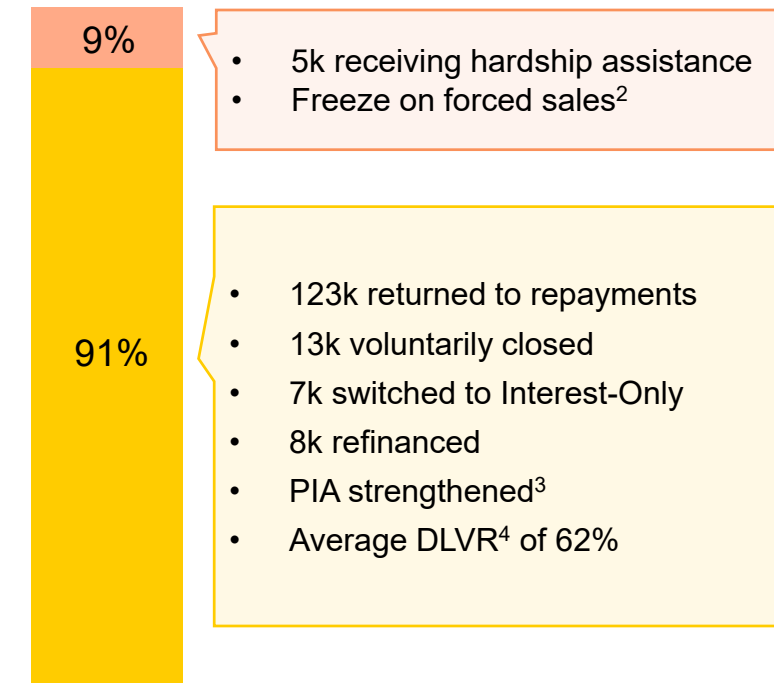 9%
• 5k receiving hardship assistance
• Freeze on forced sales²
91%
• 123k returned to repayments
• 13k voluntarily closed
• 7k switched to Interest-Only
• 8k refinanced
• PIA strengthened³
• Average DLVR⁴ of 62%